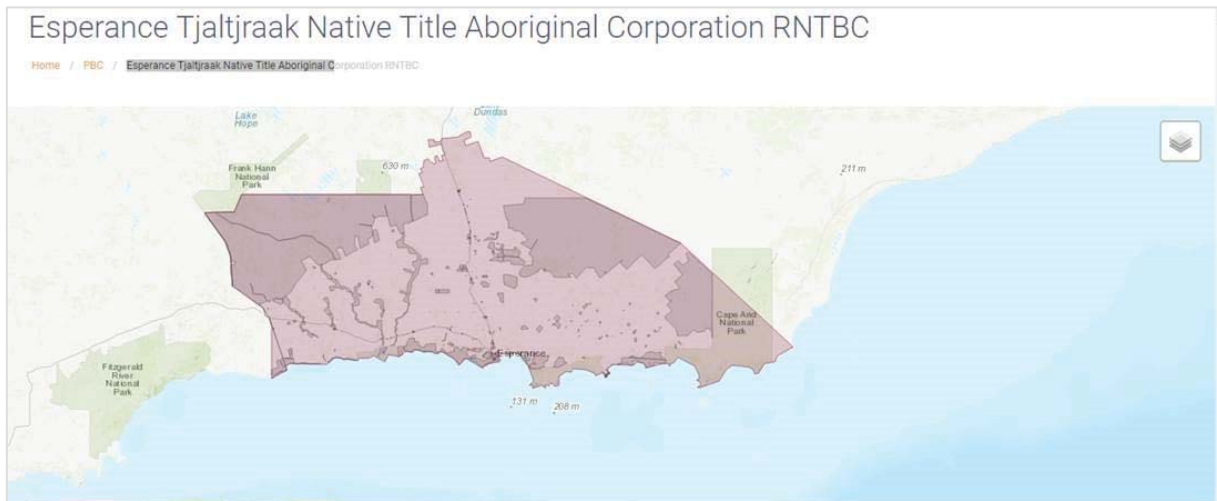 Esperance Tjaltjraak Native Title Aboriginal Corporation RNTBC
Home / PBC / Esperance Tjaltjraak Native Title Aboriginal Corporation RNTBC
Lake
Hope
Dundas
Frank Hann
National
Park
630 m
211 m
Cape Arid
National
Park
Esperance
Fitzgerald
River
National
Park
131 m
208 m